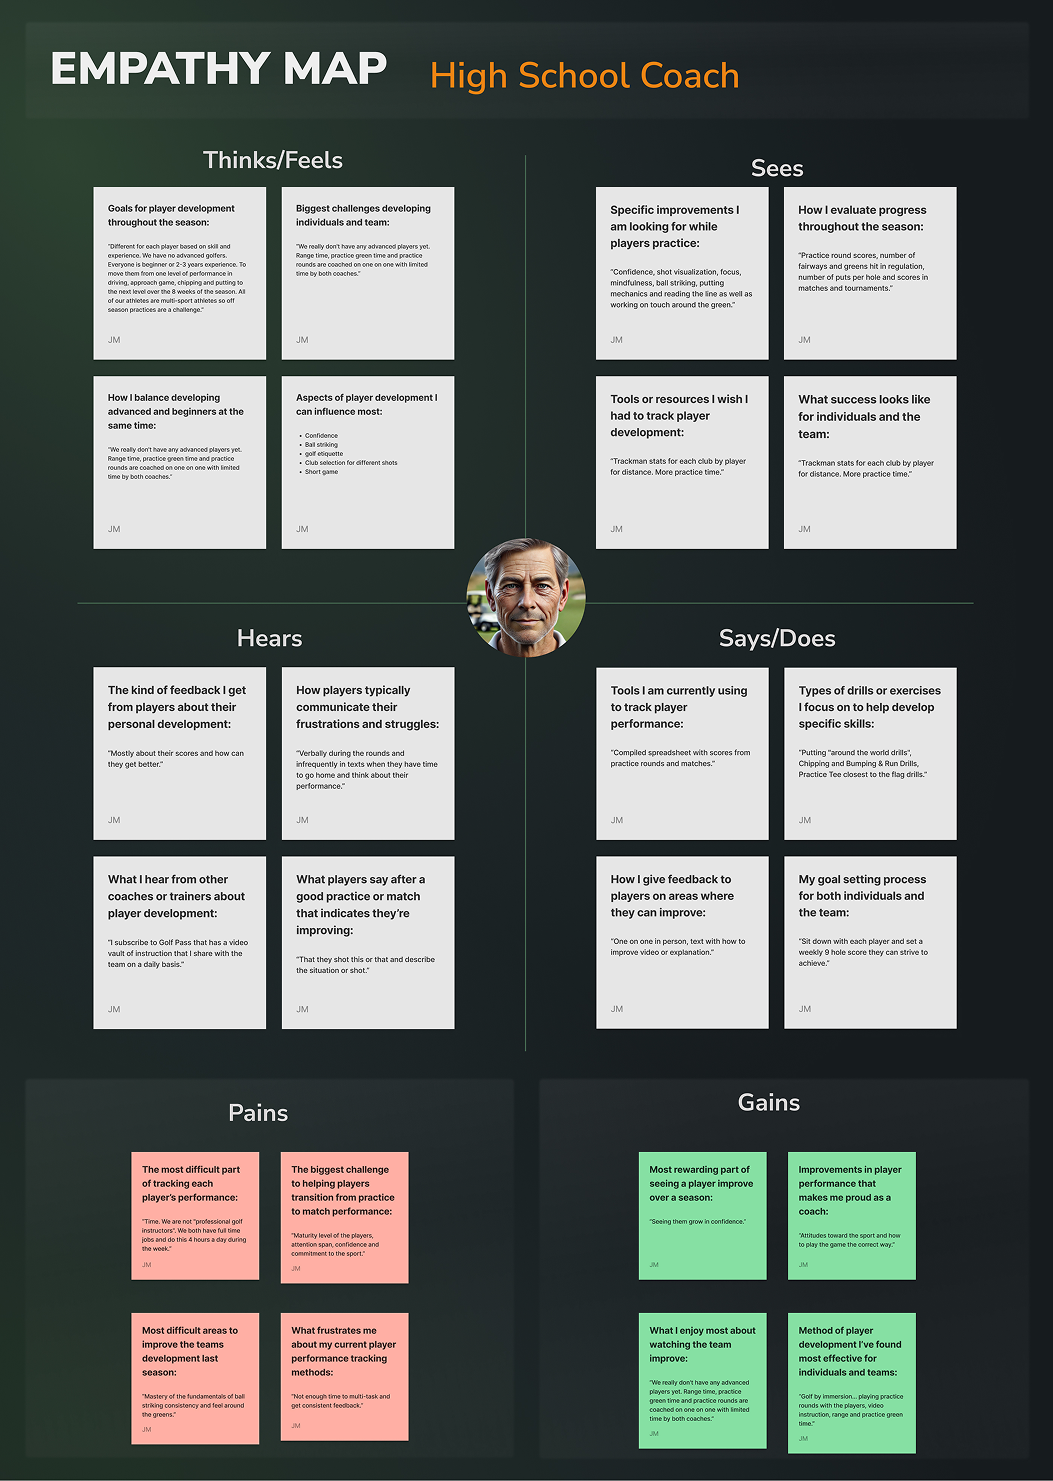 EMPATHY MAP
High School Coach
Thinks/Feels
Goals for player development
throughout the season:
"Different for each player based on skill and
experience. We have no advanced golfers.
Everyone is beginner or 2-3 years experience. To
move them from one level of performance in
driving, approach game, chipping and putting to
the next level over the 8 weeks of the season. All
of our athletes are multi-sport athletes so off
season practices are a challenge."
JM
Biggest challenges developing
individuals and team:
"We really don't have any advanced players yet.
Range time, practice green time and practice
rounds are coached on one on one with limited
time by both coaches."
JM
How I balance developing
advanced and beginners at the
same time:
"We really don't have any advanced players yet.
Range time, practice green time and practice
rounds are coached on one on one with limited
time by both coaches."
JM
Aspects of player development I
can influence most:
• Confidence
• Ball striking
• golf etiquette
• Club selection for different shots
• Short game
Sees
Specific improvements I
am looking for while
players practice:
"Confidence, shot visualization, focus,
mindfulness, ball striking, putting
mechanics and reading the line as well as
working on touch around the green."
JM
How I evaluate progress
throughout the season:
"Practice round scores, number of
fairways and greens hit in regulation,
number of puts per hole and scores in
matches and tournaments."
JM
Tools or resources I wish I
had to track player
development:
"Trackman stats for each club by player
for distance. More practice time."
JM
What success looks like
for individuals and the
team:
"Trackman stats for each club by player
for distance. More practice time."
JM
Hears
The kind of feedback I get
from players about their
personal development:
"Mostly about their scores and how can
they get better."
JM
How players typically
communicate their
frustrations and struggles:
"Verbally during the rounds and
infrequently in texts when they have time
to go home and think about their
performance."
JM
What I hear from other
coaches or trainers about
player development:
"I subscribe to Golf Pass that has a video
vault of instruction that I share with the
team on a daily basis."
JM
What players say after a
good practice or match
that indicates they're
improving:
"That they shot this or that and describe
the situation or shot."
JM
Says/Does
Tools I am currently using
to track player
performance:
"Compiled spreadsheet with scores from
practice rounds and matches."
JM
Types of drills or exercises
I focus on to help develop
specific skills:
"Putting "around the world drills",
Chipping and Bumping & Run Drills,
Practice Tee closest to the flag drills."
JM
How I give feedback to
players on areas where
they can improve:
"One on one in person, text with how to
improve video or explanation."
JM
My goal setting process
for both individuals and
the team:
"Sit down with each player and set a
weekly 9 hole score they can strive to
achieve."
JM
Pains
The most difficult part
of tracking each
player's performance:
"Time. We are not "professional golf
instructors". We both have full time
jobs and do this 4 hours a day during
the week."
JM
The biggest challenge
to helping players
transition from practice
to match performance:
"Maturity level of the players,
attention span, confidence and
commitment to the sport."
JM
Most difficult areas to
improve the teams
development last
season:
"Mastery of the fundamentals of ball
striking consistency and feel around
the greens."
JM
What frustrates me
about my current player
performance tracking
methods:
"Not enough time to multi-task and
get consistent feedback."
JM
Gains
Most rewarding part of
seeing a player improve
over a season:
"Seeing them grow in confidence."
JM
Improvements in player
performance that
makes me proud as a
coach:
"Attitudes toward the sport and how
to play the game the correct way."
JM
What I enjoy most about
watching the team
improve:
"We really don't have any advanced
players yet. Range time, practice
green time and practice rounds are
coached on one on one with limited
time by both coaches."
JM
Method of player
development I've found
most effective for
individuals and teams:
"Golf by immersion... playing practice
rounds with the players, video
instruction, range and practice green
time."
JM